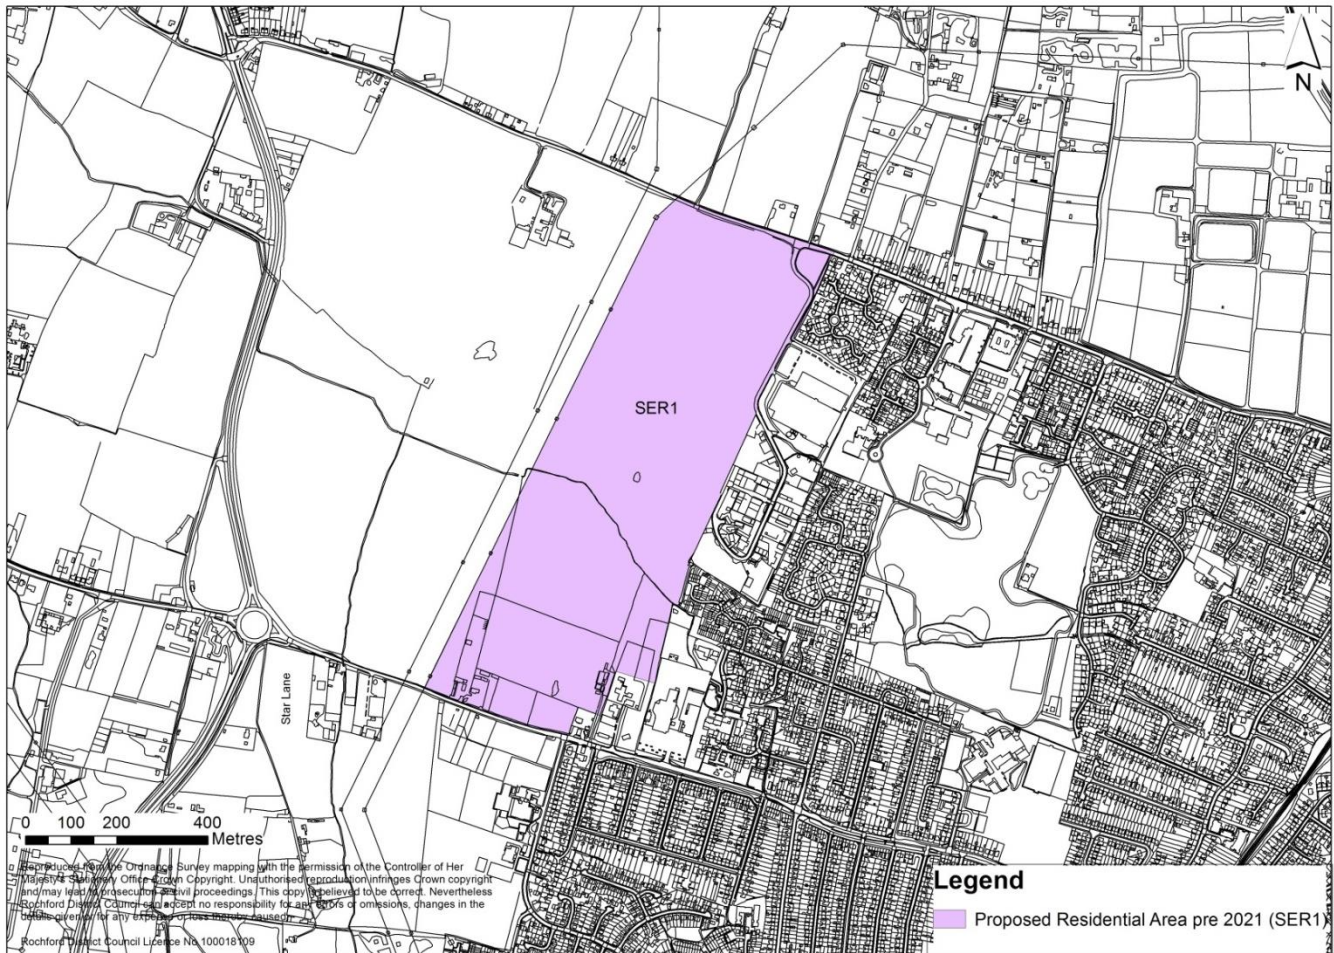 N
SER1
Star Lane
0 100 200 400
Metres
Reproduced from the Ordnance Survey mapping with the permission of the Controller of Her
Majesty's Stationery Office Crown Copyright. Unauthorised reproduction infringes Crown copyright
and may lead to prosecution or civil proceedings. This copy is believed to be correct. Nevertheless
Rochford District Council can accept no responsibility for any errors or omissions, changes in the
details given or for any expense or loss thereby caused.
Rochford District Council Licence No 100018109
Legend
Proposed Residential Area pre 2021 (SER1)